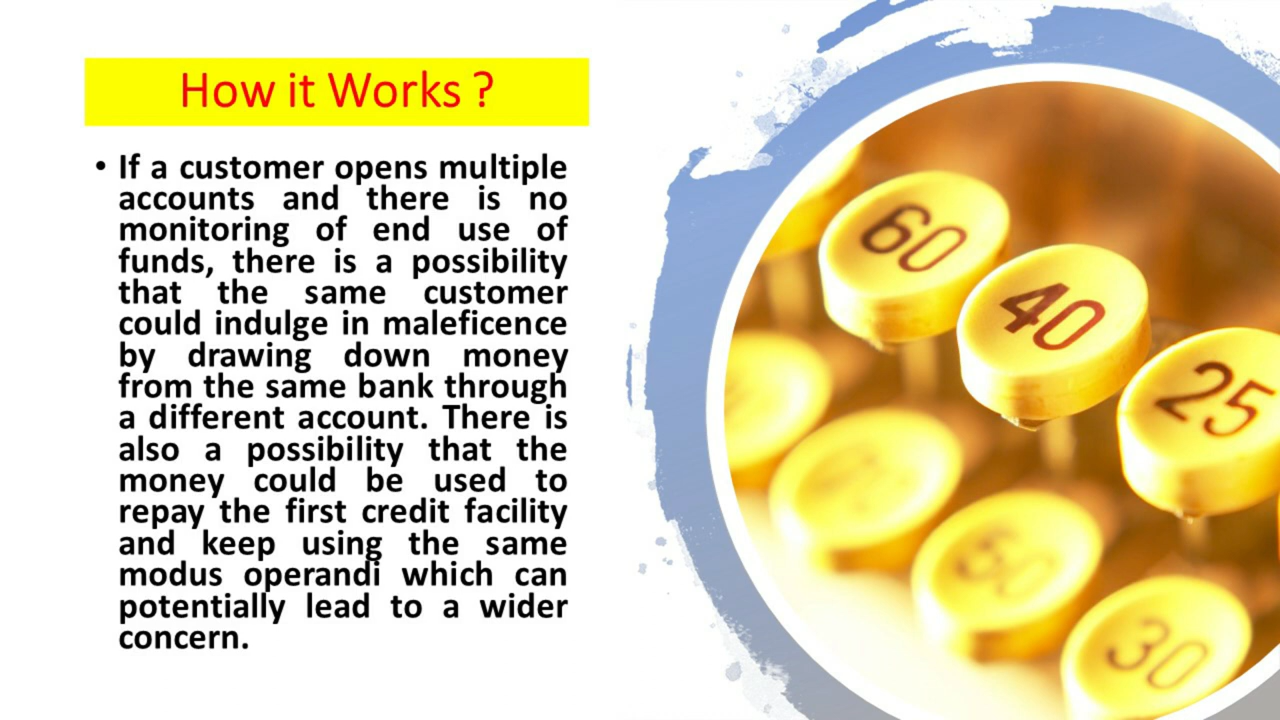 How it Works ?
• If a customer opens multiple
accounts and there is no
monitoring of end use of
funds, there is a possibility
that the same customer
could indulge in maleficence
by drawing down money
from the same bank through
a different account. There is
also a possibility that the
money could be used to
repay the first credit facility
and keep using the same
modus operandi which can
potentially lead to a wider
concern.
60
40
25
60
30